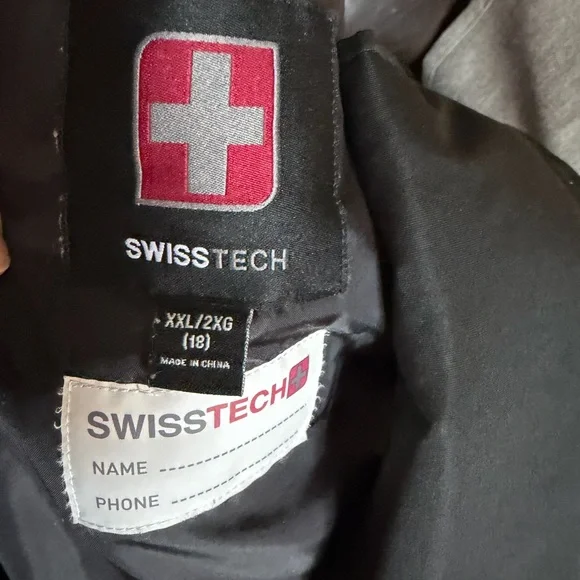 SWISSTECH
XXL/2XG
(18)
MADE IN CHINA
SWISSTECH
NAME
PHONE